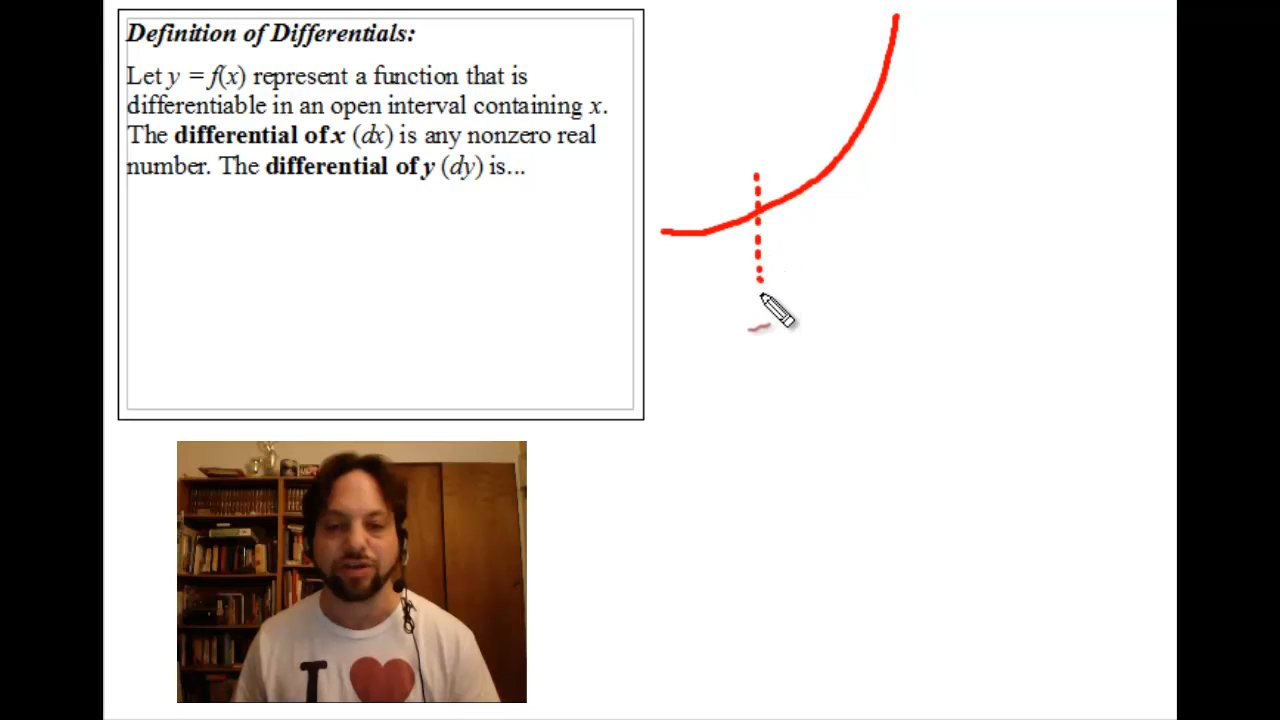 Definition of Differentials:
Let y = f(x) represent a function that is
differentiable in an open interval containing x.
The differential of x (dx) is any nonzero real
number. The differential of y (dy) is...
I